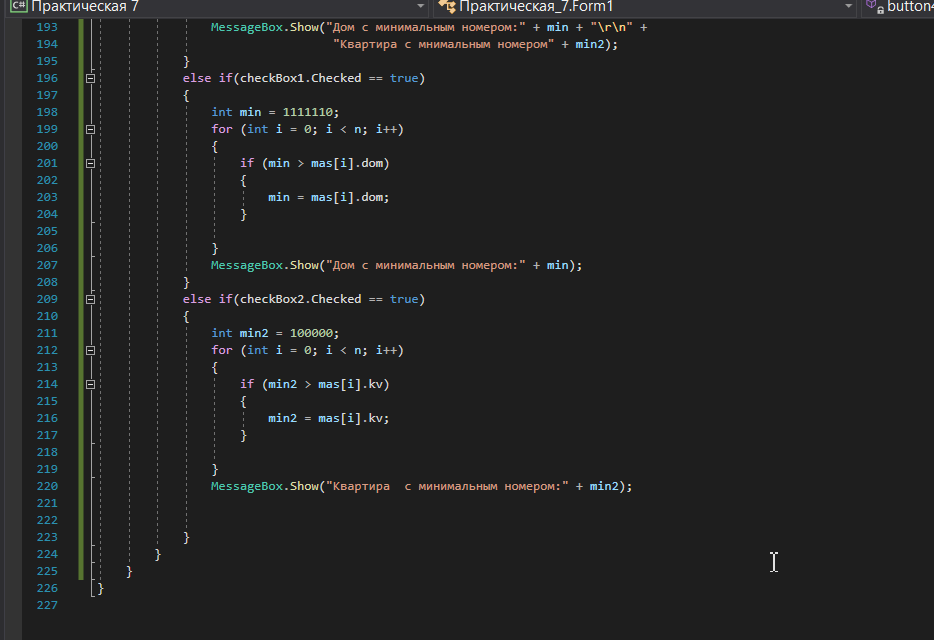 C# Практическая 7 Практическая_7.Form1 button4
193 MessageBox.Show("Дом с минимальным номером:" + min + "\r\n" +
194 "Квартира с мнимальным номером" + min2);
195 }
196 else if(checkBox1.Checked == true)
197 {
198 int min = 1111110;
199 for (int i = 0; i < n; i++)
200 {
201 if (min > mas[i].dom)
202 {
203 min = mas[i].dom;
204 }
205
206 }
207 MessageBox.Show("Дом с минимальным номером:" + min);
208 }
209 else if(checkBox2.Checked == true)
210 {
211 int min2 = 100000;
212 for (int i = 0; i < n; i++)
213 {
214 if (min2 > mas[i].kv)
215 {
216 min2 = mas[i].kv;
217 }
218
219 }
220 MessageBox.Show("Квартира  с минимальным номером:" + min2);
221
222
223 }
224 }
225 }
226 }
227